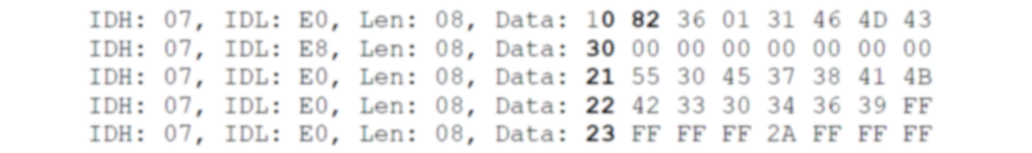 IDH: 07, IDL: E0, Len: 08, Data: 10 82 36 01 31 46 4D 43
IDH: 07, IDL: E8, Len: 08, Data: 30 00 00 00 00 00 00 00
IDH: 07, IDL: E0, Len: 08, Data: 21 55 30 45 37 38 41 4B
IDH: 07, IDL: E0, Len: 08, Data: 22 42 33 30 34 36 39 FF
IDH: 07, IDL: E0, Len: 08, Data: 23 FF FF FF 2A FF FF FF